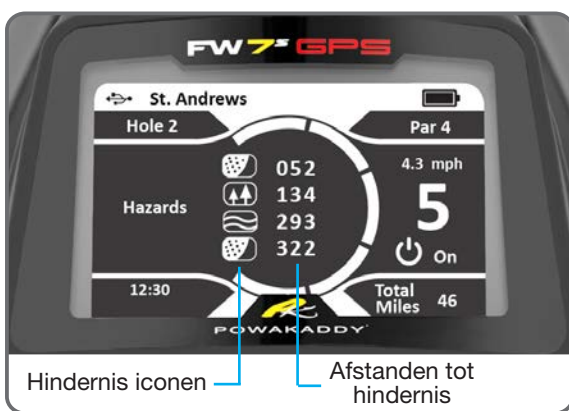 FW7s GPS
St. Andrews
Hole 2
Par 4
Hazards
052
134
293
322
4.3 mph
5
On
12:30
Total Miles 46
POWAKADDY
Hindernis iconen
Afstanden tot
hindernis